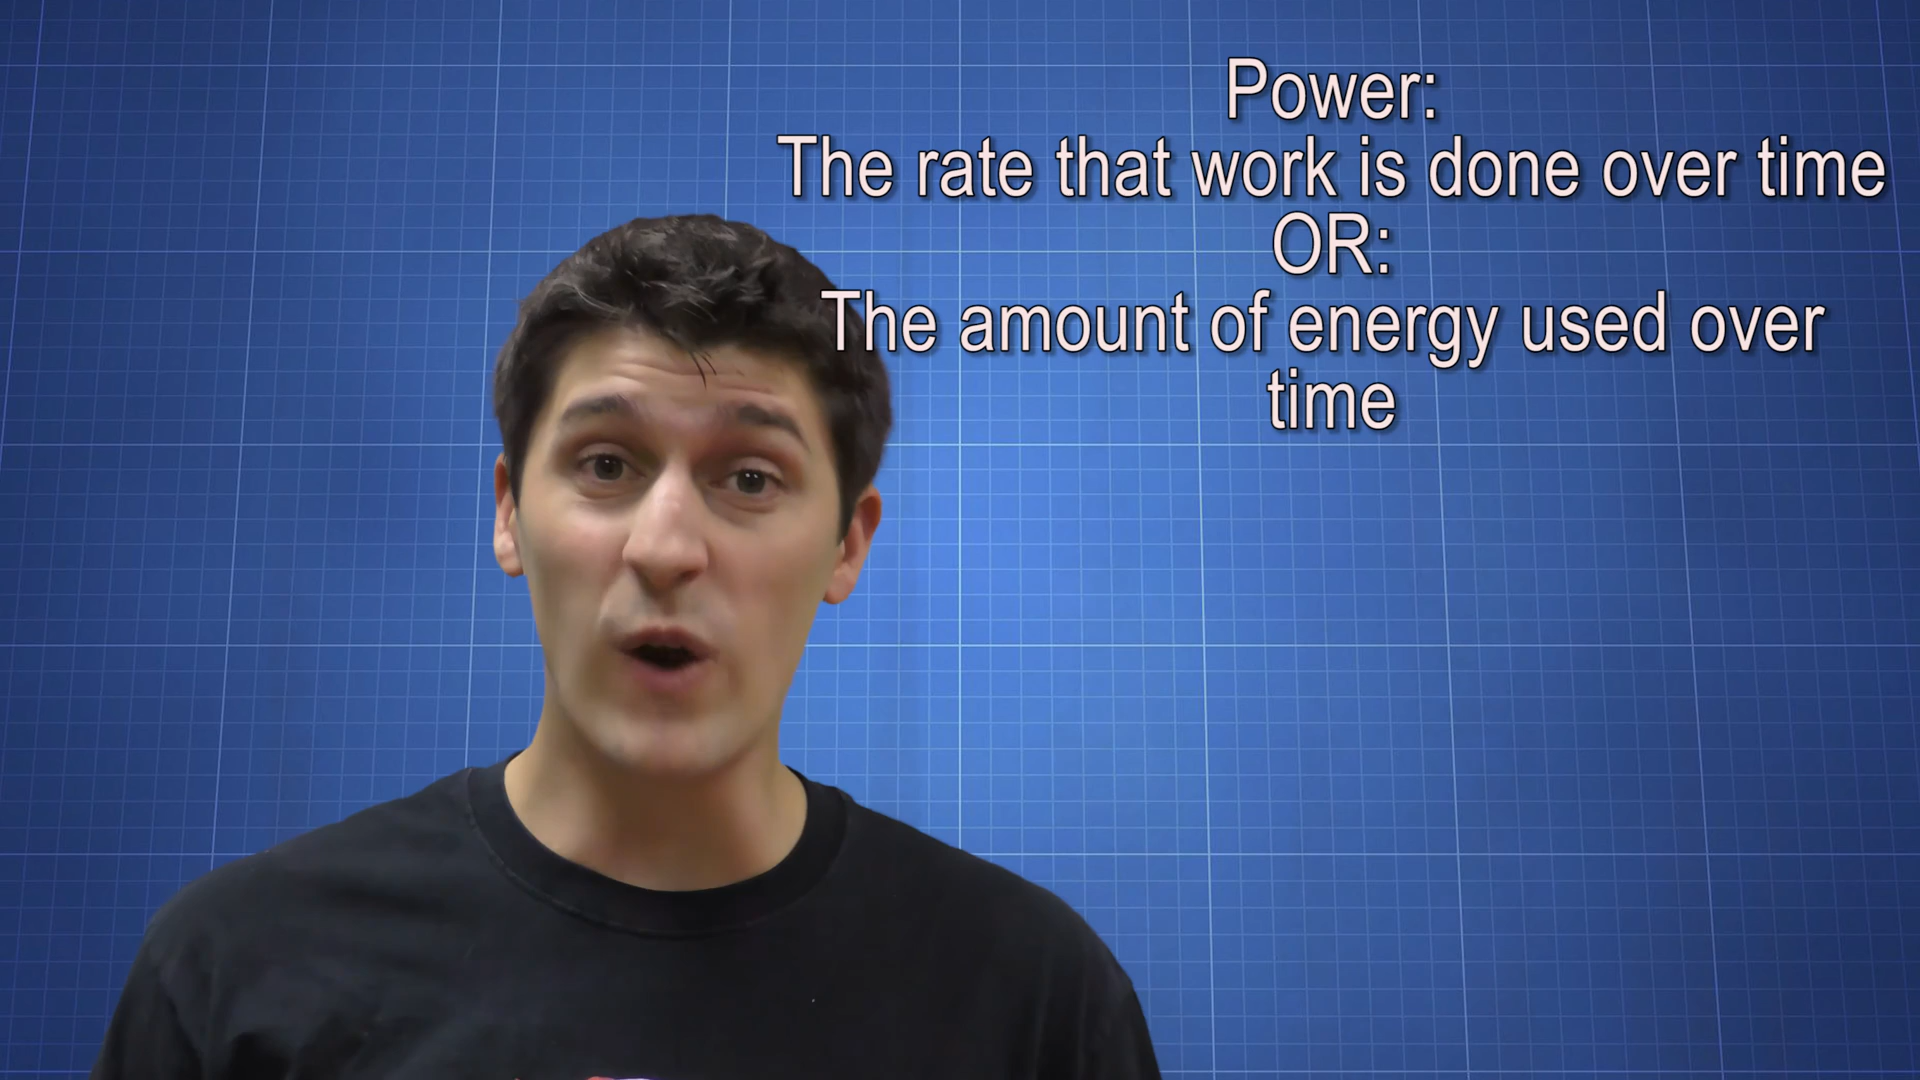 Power:
The rate that work is done over time
OR:
The amount of energy used over
time